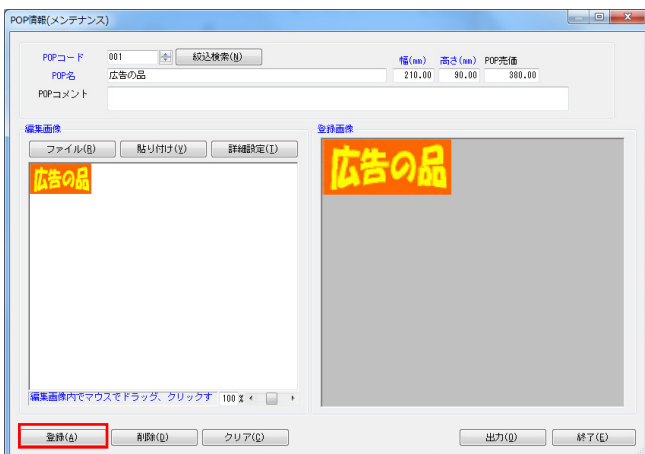 POP情報(メンテナンス)
POPコード 001 絞込検索(N) 幅(mm) 高さ(mm) POP売価
POP名 広告の品 210.00 90.00 380.00
POPコメント
編集画像 登録画像
ファイル(B) 貼り付け(V) 詳細設定(I)
広告の品 広告の品
編集画像内でマウスでドラッグ、クリックす 100 %
登録(A) 削除(D) クリア(C) 出力(O) 終了(E)